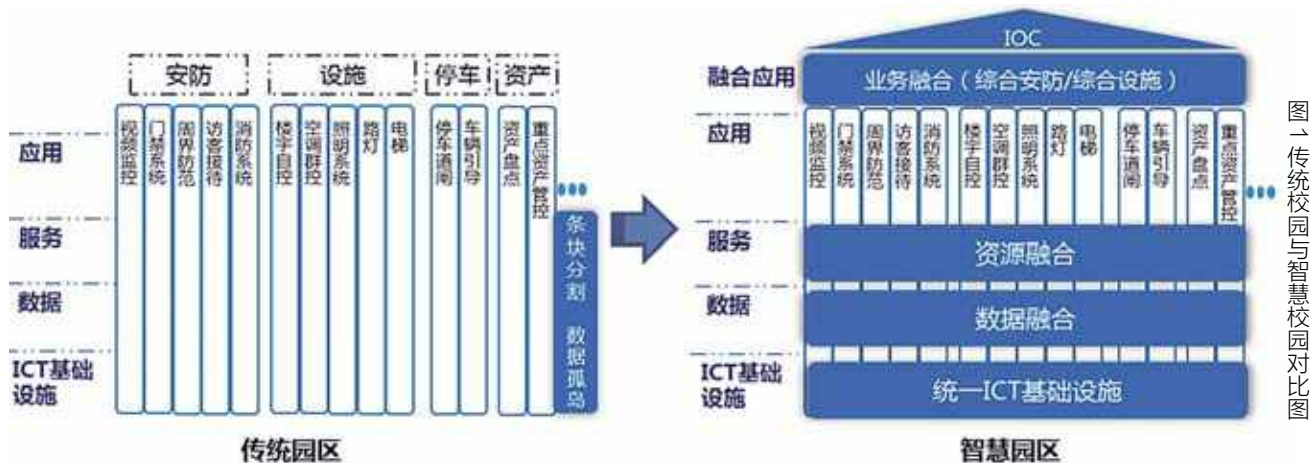 安防
设施
停车
资产
应用
服务
数据
ICT基础
设施
视频监控
门禁系统
周界防范
访客接待
消防系统
楼宇自控
空调群控
照明系统
路灯
电梯
停车道闸
车辆引导
资产盘点
重点资产管控
条块分割 数据孤岛
传统园区
IOC
融合应用
业务融合(综合安防/综合设施)
应用
视频监控
门禁系统
周界防范
访客接待
消防系统
楼宇自控
空调群控
照明系统
路灯
电梯
停车道闸
车辆引导
资产盘点
重点资产管控
服务
资源融合
数据
数据融合
ICT基础
设施
统一ICT基础设施
智慧园区
图1 传统校园与智慧校园对比图